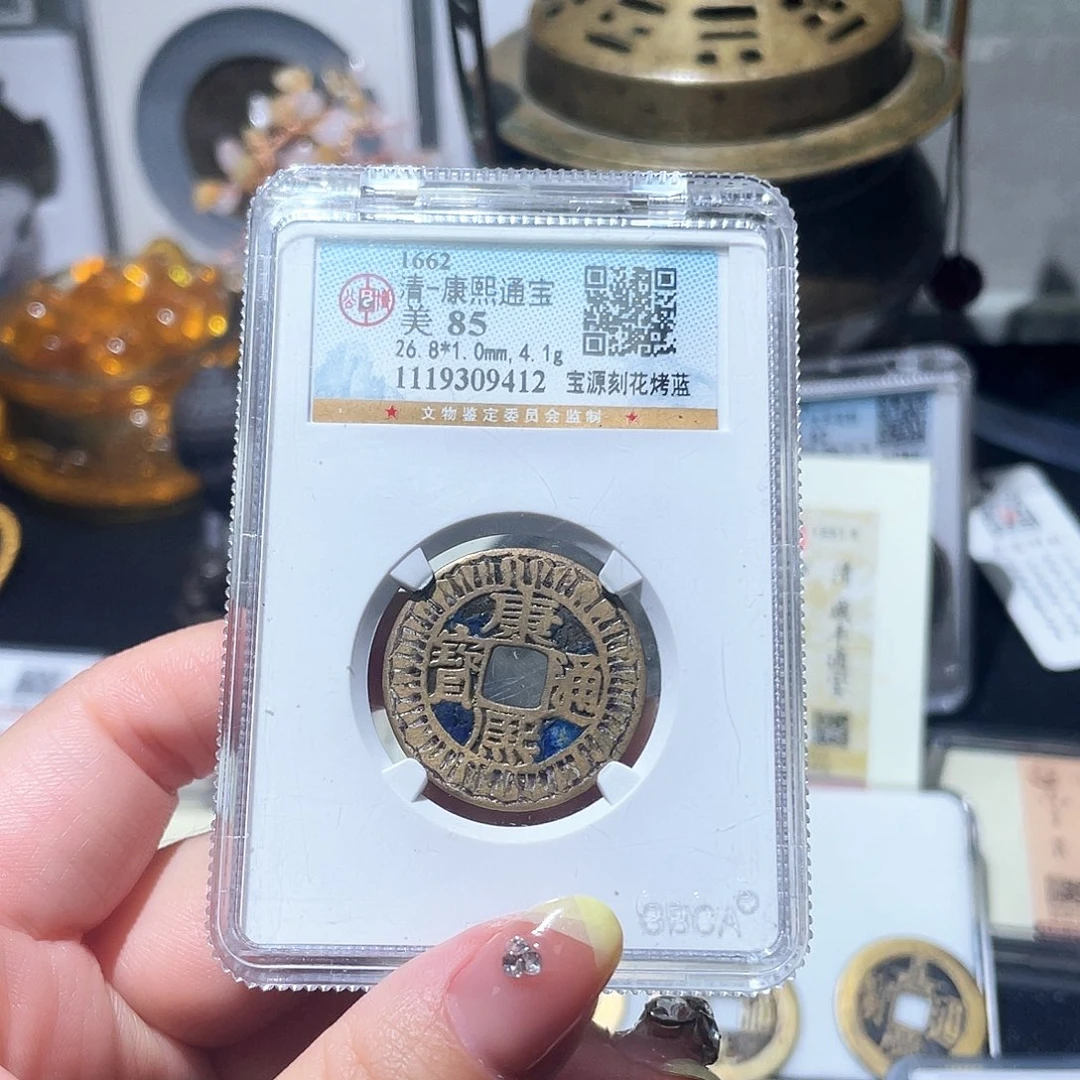 1662
清-康熙通宝
美 85
26.8*1.0mm,4.1g
1119309412 宝源刻花烤蓝
★ 文物鉴定委员会监制 ★
康熙通寶
GBCA